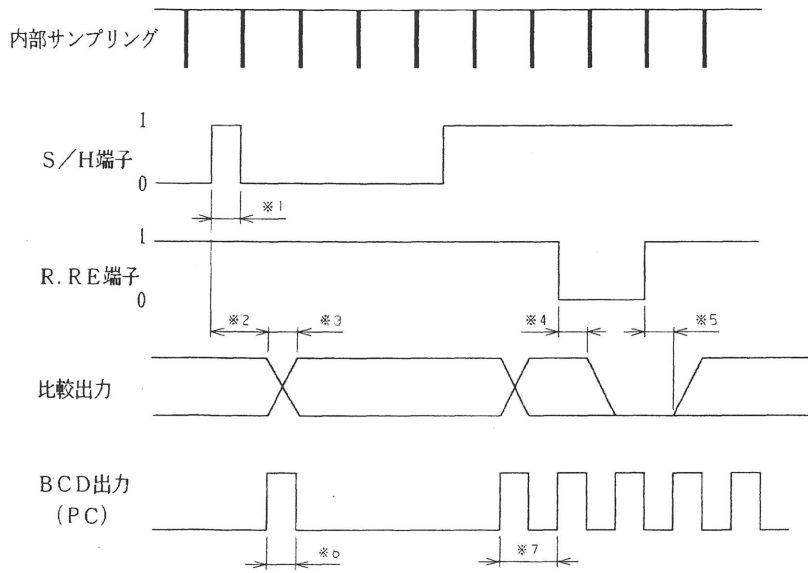 内部サンプリング
1
S/H端子
0
※1
1
R.RE端子
0
※2 ※3 ※4 ※5
比較出力
BCD出力
(PC)
※6 ※7